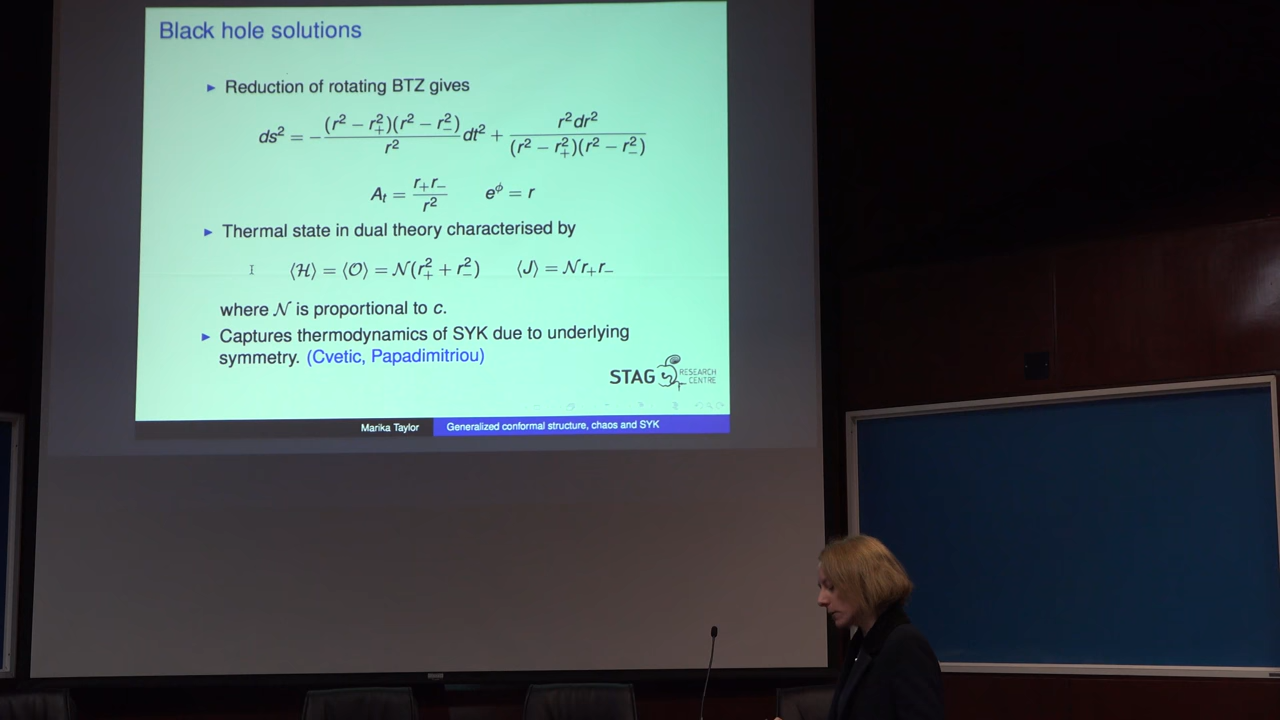 Black hole solutions
► Reduction of rotating BTZ gives
ds² = −(r² − r₊²)(r² − r₋²)/r² dt² + r²dr²/((r² − r₊²)(r² − r₋²))
Aₜ = r₊r₋/r² e^ϕ = r
► Thermal state in dual theory characterised by
⟨ℋ⟩ = ⟨𝒪⟩ = 𝒩(r₊² + r₋²) ⟨J⟩ = 𝒩r₊r₋
where 𝒩 is proportional to c.
► Captures thermodynamics of SYK due to underlying
symmetry. (Cvetic, Papadimitriou)
STAG RESEARCH
CENTRE
Marika Taylor Generalized conformal structure, chaos and SYK